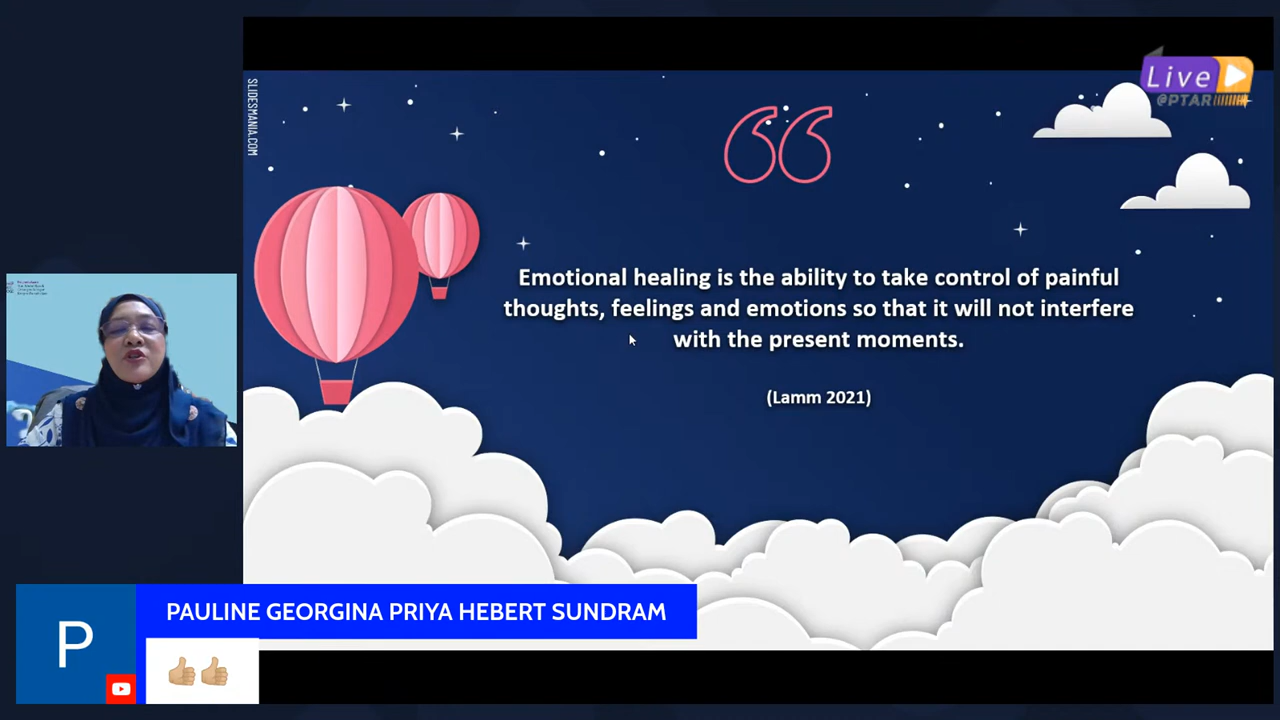 SLIDESMANIA.COM
Live
@PTAR
Emotional healing is the ability to take control of painful
thoughts, feelings and emotions so that it will not interfere
with the present moments.
(Lamm 2021)
PAULINE GEORGINA PRIYA HEBERT SUNDRAM
P
👍🏼👍🏼